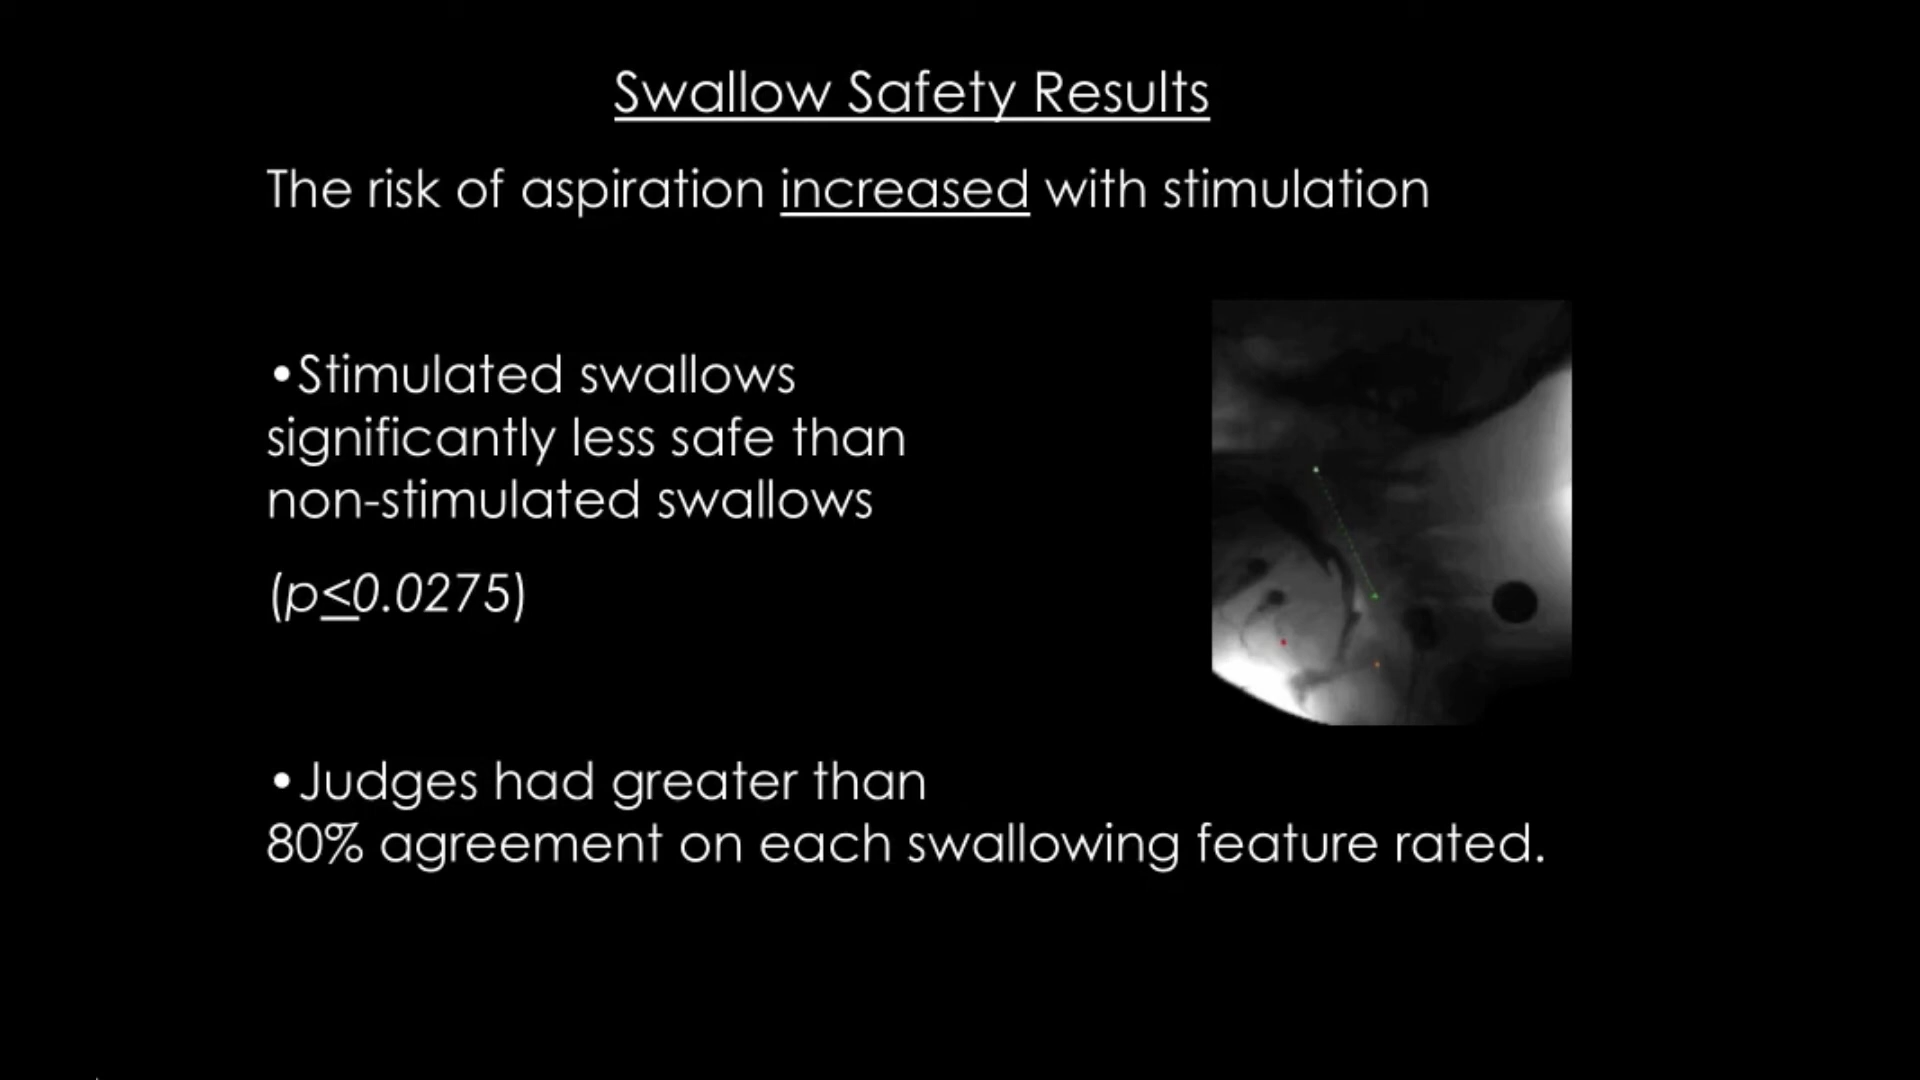 Swallow Safety Results
The risk of aspiration increased with stimulation
•Stimulated swallows
significantly less safe than
non-stimulated swallows
(p≤0.0275)
•Judges had greater than
80% agreement on each swallowing feature rated.